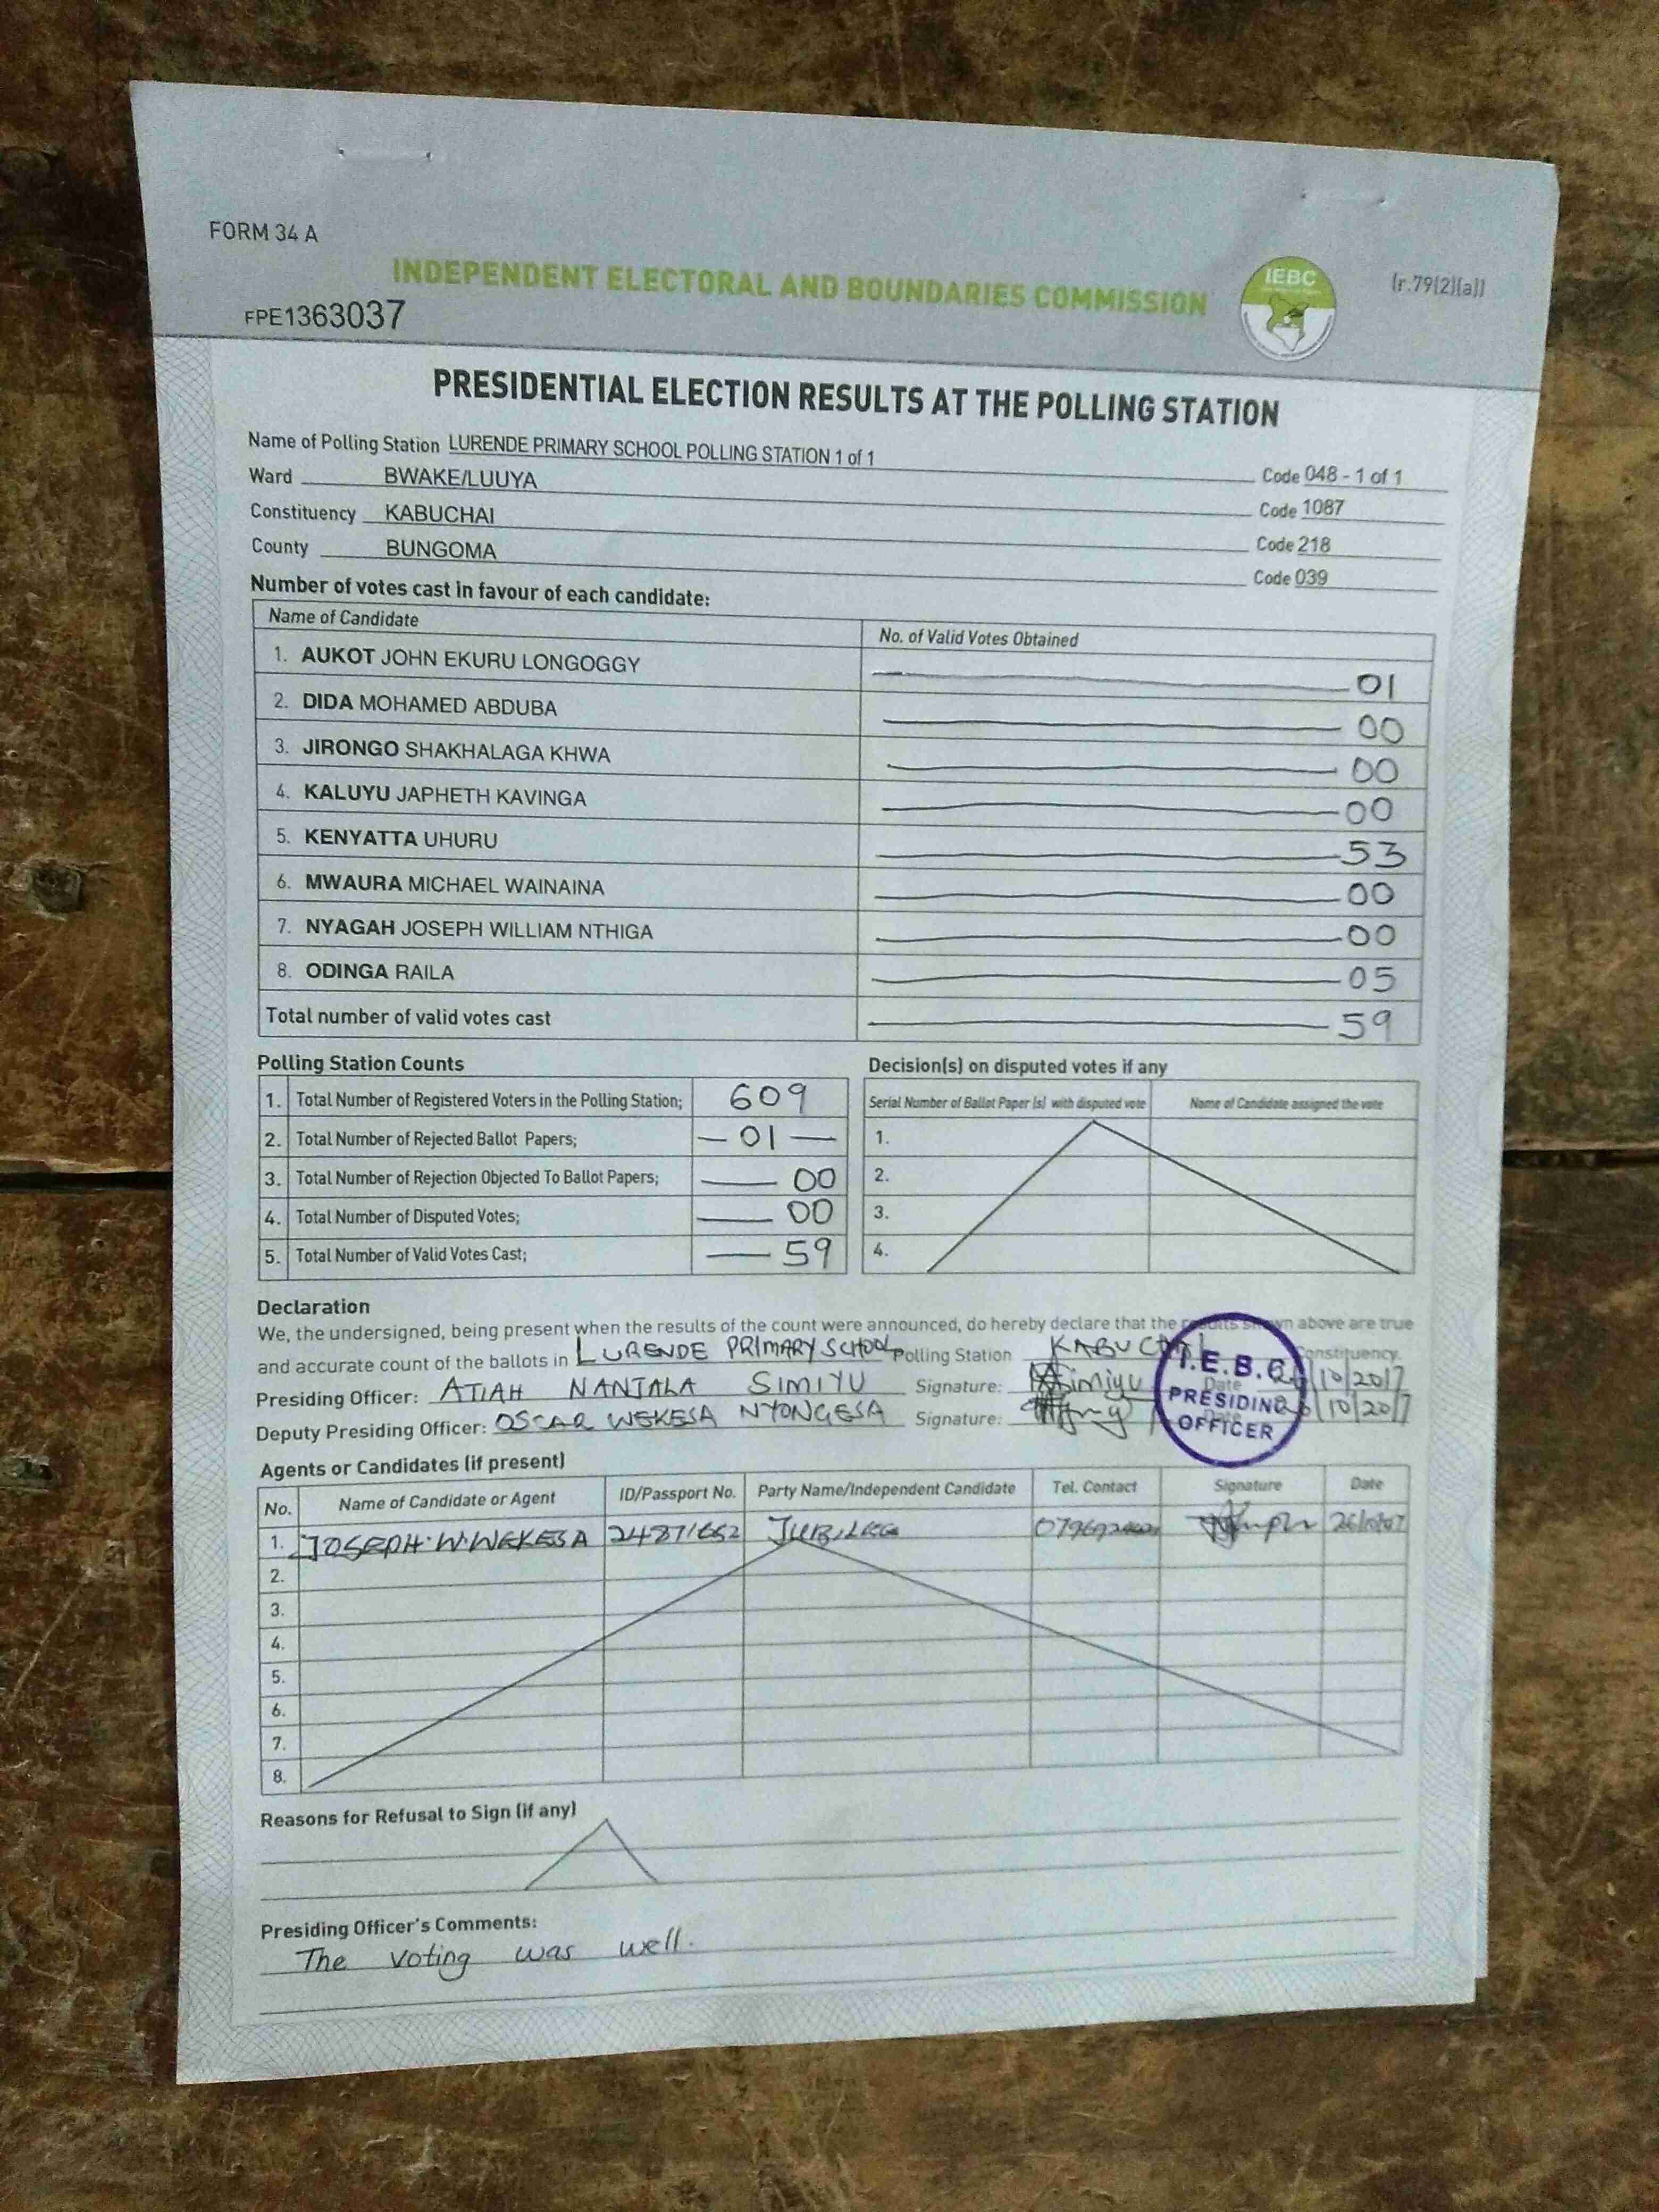 FORM 34 A
INDEPENDENT ELECTORAL AND BOUNDARIES COMMISSION
IEBC
(r.79(2)(a))
FPE1363037
PRESIDENTIAL ELECTION RESULTS AT THE POLLING STATION
Name of Polling Station LURENDE PRIMARY SCHOOL POLLING STATION 1 of 1 Code 048 - 1 of 1
Ward BWAKE/LUUYA Code 1087
Constituency KABUCHAI Code 218
County BUNGOMA Code 039
Number of votes cast in favour of each candidate:
Name of Candidate No. of Valid Votes Obtained
1. AUKOT JOHN EKURU LONGOGGY 01
2. DIDA MOHAMED ABDUBA 00
3. JIRONGO SHAKHALAGA KHWA 00
4. KALUYU JAPHETH KAVINGA 00
5. KENYATTA UHURU 53
6. MWAURA MICHAEL WAINAINA 00
7. NYAGAH JOSEPH WILLIAM NTHIGA 00
8. ODINGA RAILA 05
Total number of valid votes cast 59
Polling Station Counts
1. Total Number of Registered Voters in the Polling Station; 609
2. Total Number of Rejected Ballot Papers; 01
3. Total Number of Rejection Objected To Ballot Papers; 00
4. Total Number of Disputed Votes; 00
5. Total Number of Valid Votes Cast; 59
Decision(s) on disputed votes if any
Serial Number of Ballot Paper (s) with disputed vote Name of Candidate assigned the vote
1.
2.
3.
4.
Declaration
We, the undersigned, being present when the results of the count were announced, do hereby declare that the results shown above are true
and accurate count of the ballots in LURENDE PRIMARY SCHOOL Polling Station KABUCHAI Constituency.
Presiding Officer: ATIAH NANJALA SIMIYU Signature: Simiyu Date 26/10/2017
Deputy Presiding Officer: OSCAR WEKESA NYONGESA Signature: Date 26/10/2017
I.E.B.C
PRESIDING
OFFICER
Agents or Candidates (if present)
No. Name of Candidate or Agent ID/Passport No. Party Name/Independent Candidate Tel. Contact Signature Date
1. JOSEPH.W.WEKESA 24871652 JUBILEE
2.
3.
4.
5.
6.
7.
8.
Reasons for Refusal to Sign (if any)
Presiding Officer's Comments:
The voting was well.